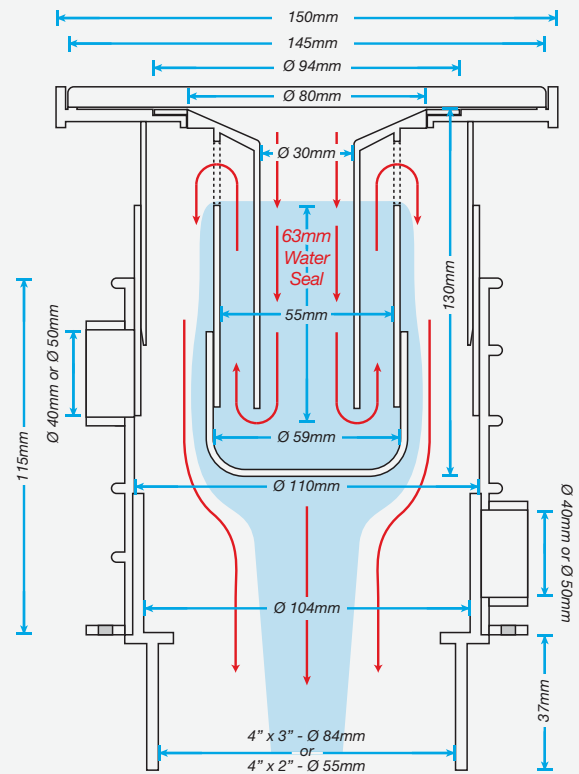 150mm
145mm
Ø 94mm
Ø 80mm
Ø 30mm
63mm
Water
Seal
130mm
55mm
Ø 40mm or Ø 50mm
115mm
Ø 59mm
Ø 110mm
Ø 40mm or Ø 50mm
Ø 104mm
37mm
4” x 3” - Ø 84mm
or
4” x 2” - Ø 55mm